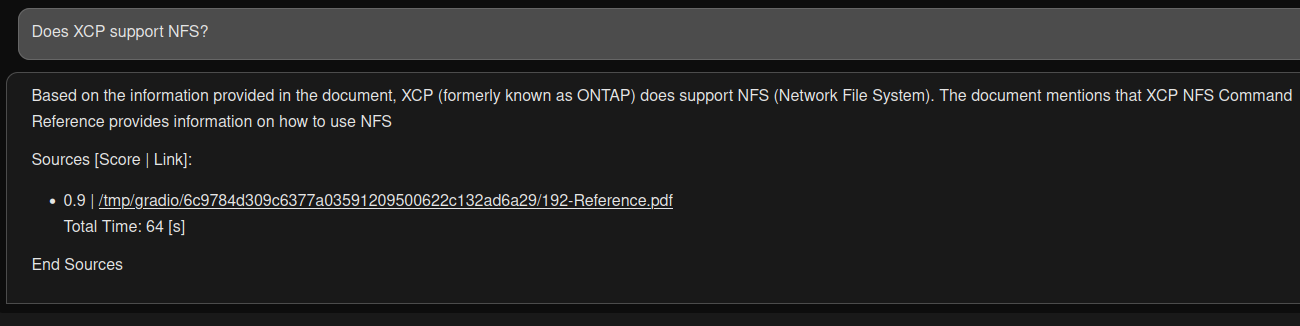 Does XCP support NFS?
Based on the information provided in the document, XCP (formerly known as ONTAP) does support NFS (Network File System). The document mentions that XCP NFS Command
Reference provides information on how to use NFS
Sources [Score | Link]:
• 0.9 | /tmp/gradio/6c9784d309c6377a03591209500622c132ad6a29/192-Reference.pdf
Total Time: 64 [s]
End Sources